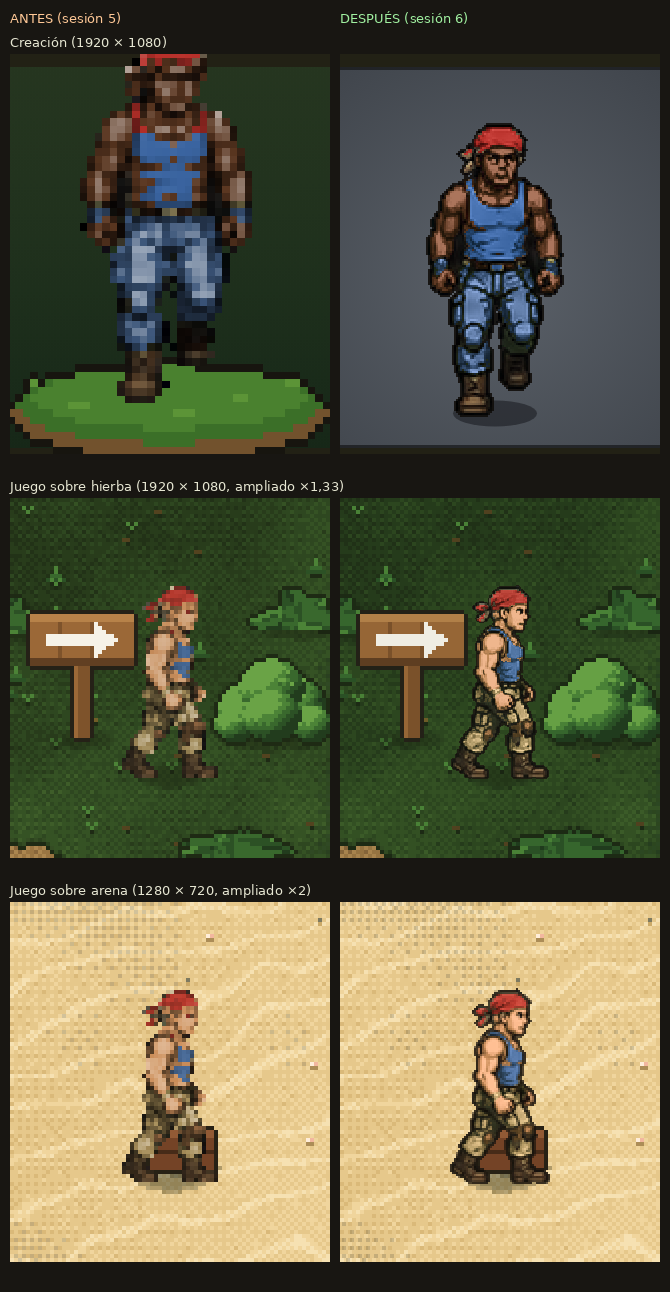 ANTES (sesión 5)
DESPUÉS (sesión 6)
Creación (1920 × 1080)
Juego sobre hierba (1920 × 1080, ampliado ×1,33)
Juego sobre arena (1280 × 720, ampliado ×2)